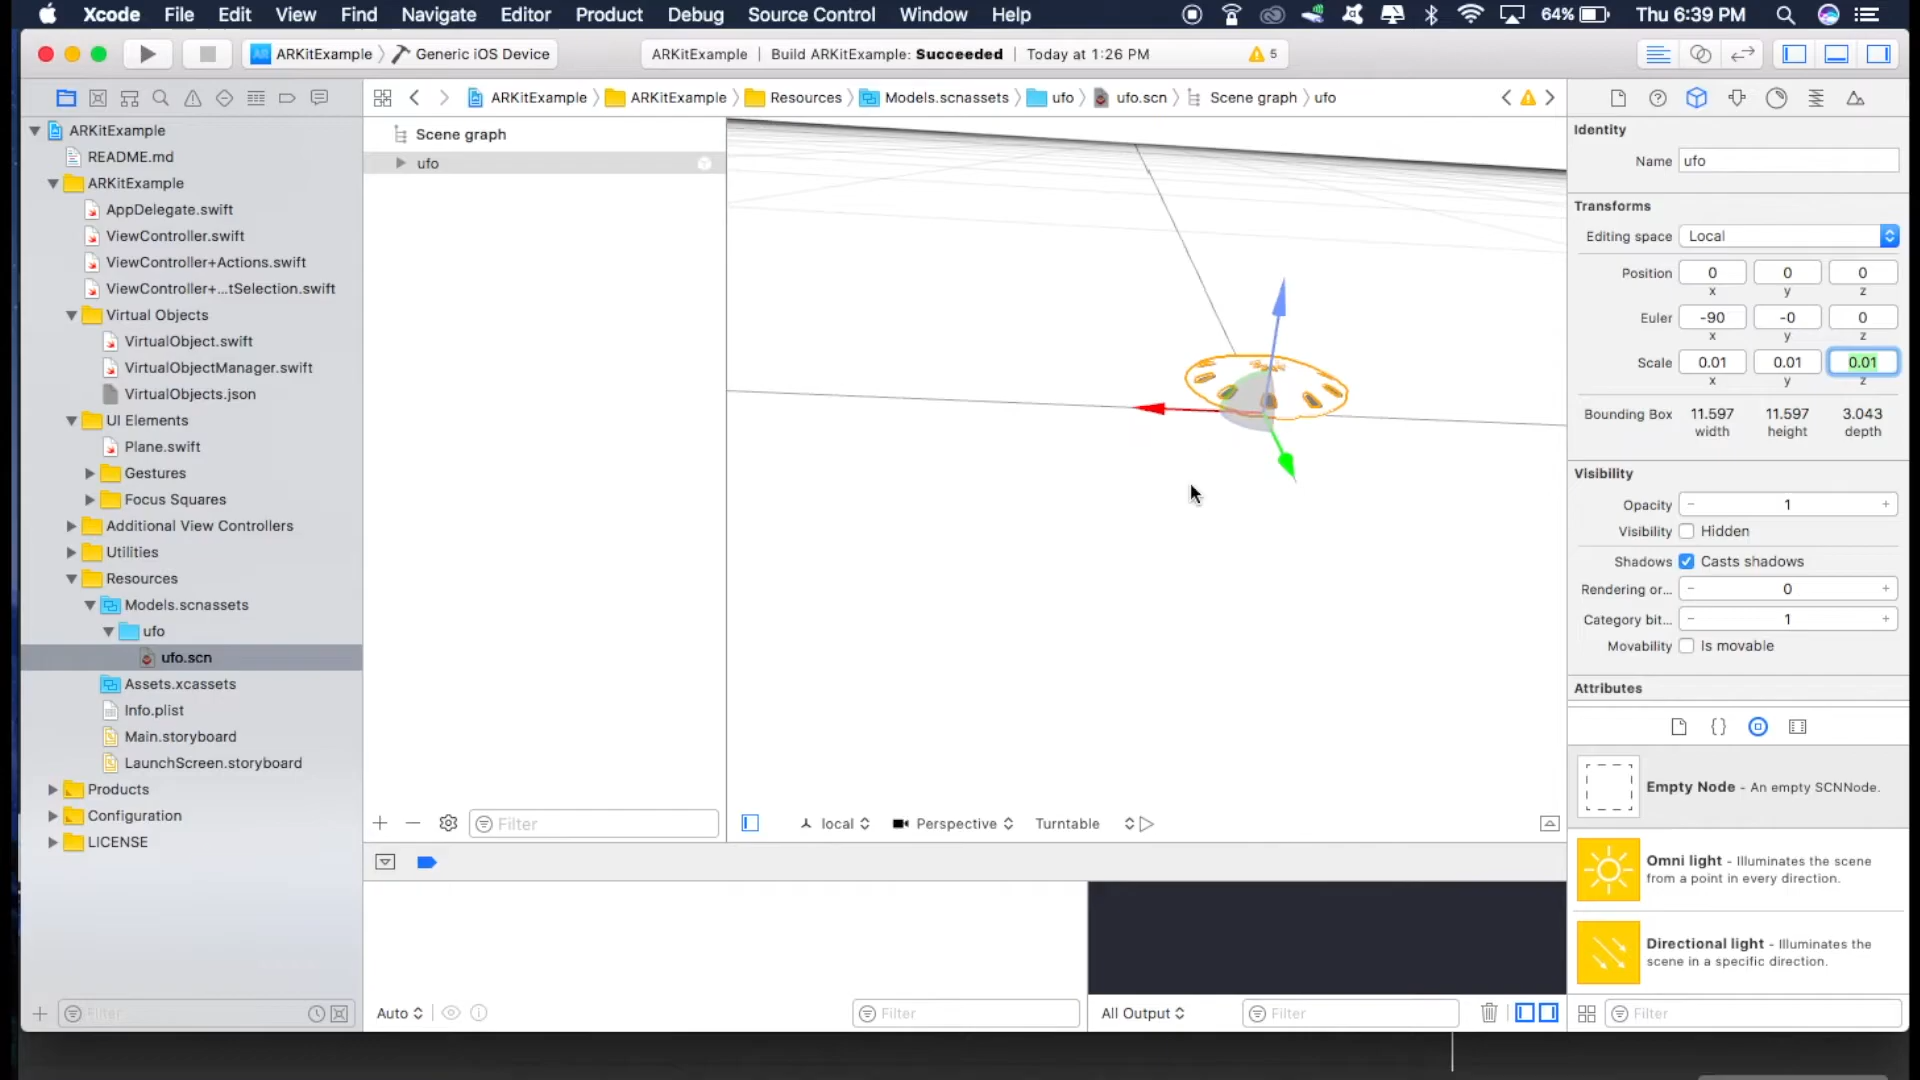 Xcode File Edit View Find Navigate Editor Product Debug Source Control Window Help 64% Thu 6:39 PM
ARKitExample Generic iOS Device ARKitExample | Build ARKitExample: Succeeded | Today at 1:26 PM 5
ARKitExample ARKitExample Resources Models.scnassets ufo ufo.scn Scene graph ufo
ARKitExample
README.md
ARKitExample
AppDelegate.swift
ViewController.swift
ViewController+Actions.swift
ViewController+...tSelection.swift
Virtual Objects
VirtualObject.swift
VirtualObjectManager.swift
VirtualObjects.json
UI Elements
Plane.swift
Gestures
Focus Squares
Additional View Controllers
Utilities
Resources
Models.scnassets
ufo
ufo.scn
Assets.xcassets
Info.plist
Main.storyboard
LaunchScreen.storyboard
Products
Configuration
LICENSE
Filter
Scene graph
ufo
Filter
local Perspective Turntable
Auto Filter
All Output Filter
Identity
Name ufo
Transforms
Editing space Local
Position 0 0 0
x y z
Euler -90 -0 0
x y z
Scale 0.01 0.01 0.01
x y z
Bounding Box 11.597 11.597 3.043
width height depth
Visibility
Opacity − 1 +
Visibility Hidden
Shadows Casts shadows
Rendering or... − 0 +
Category bit... − 1 +
Movability Is movable
Attributes
{}
Empty Node - An empty SCNNode.
Omni light - Illuminates the scene
from a point in every direction.
Directional light - Illuminates the
scene in a specific direction.
Filter